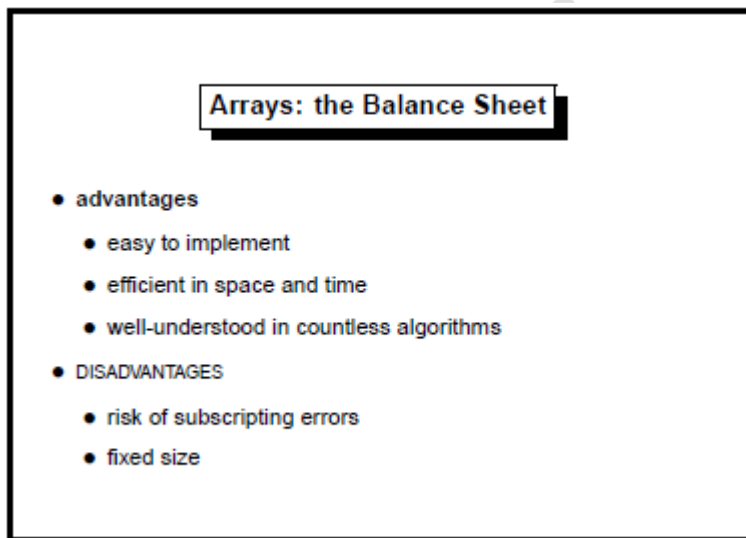 Arrays: the Balance Sheet
● advantages
● easy to implement
● efficient in space and time
● well-understood in countless algorithms
● DISADVANTAGES
● risk of subscripting errors
● fixed size